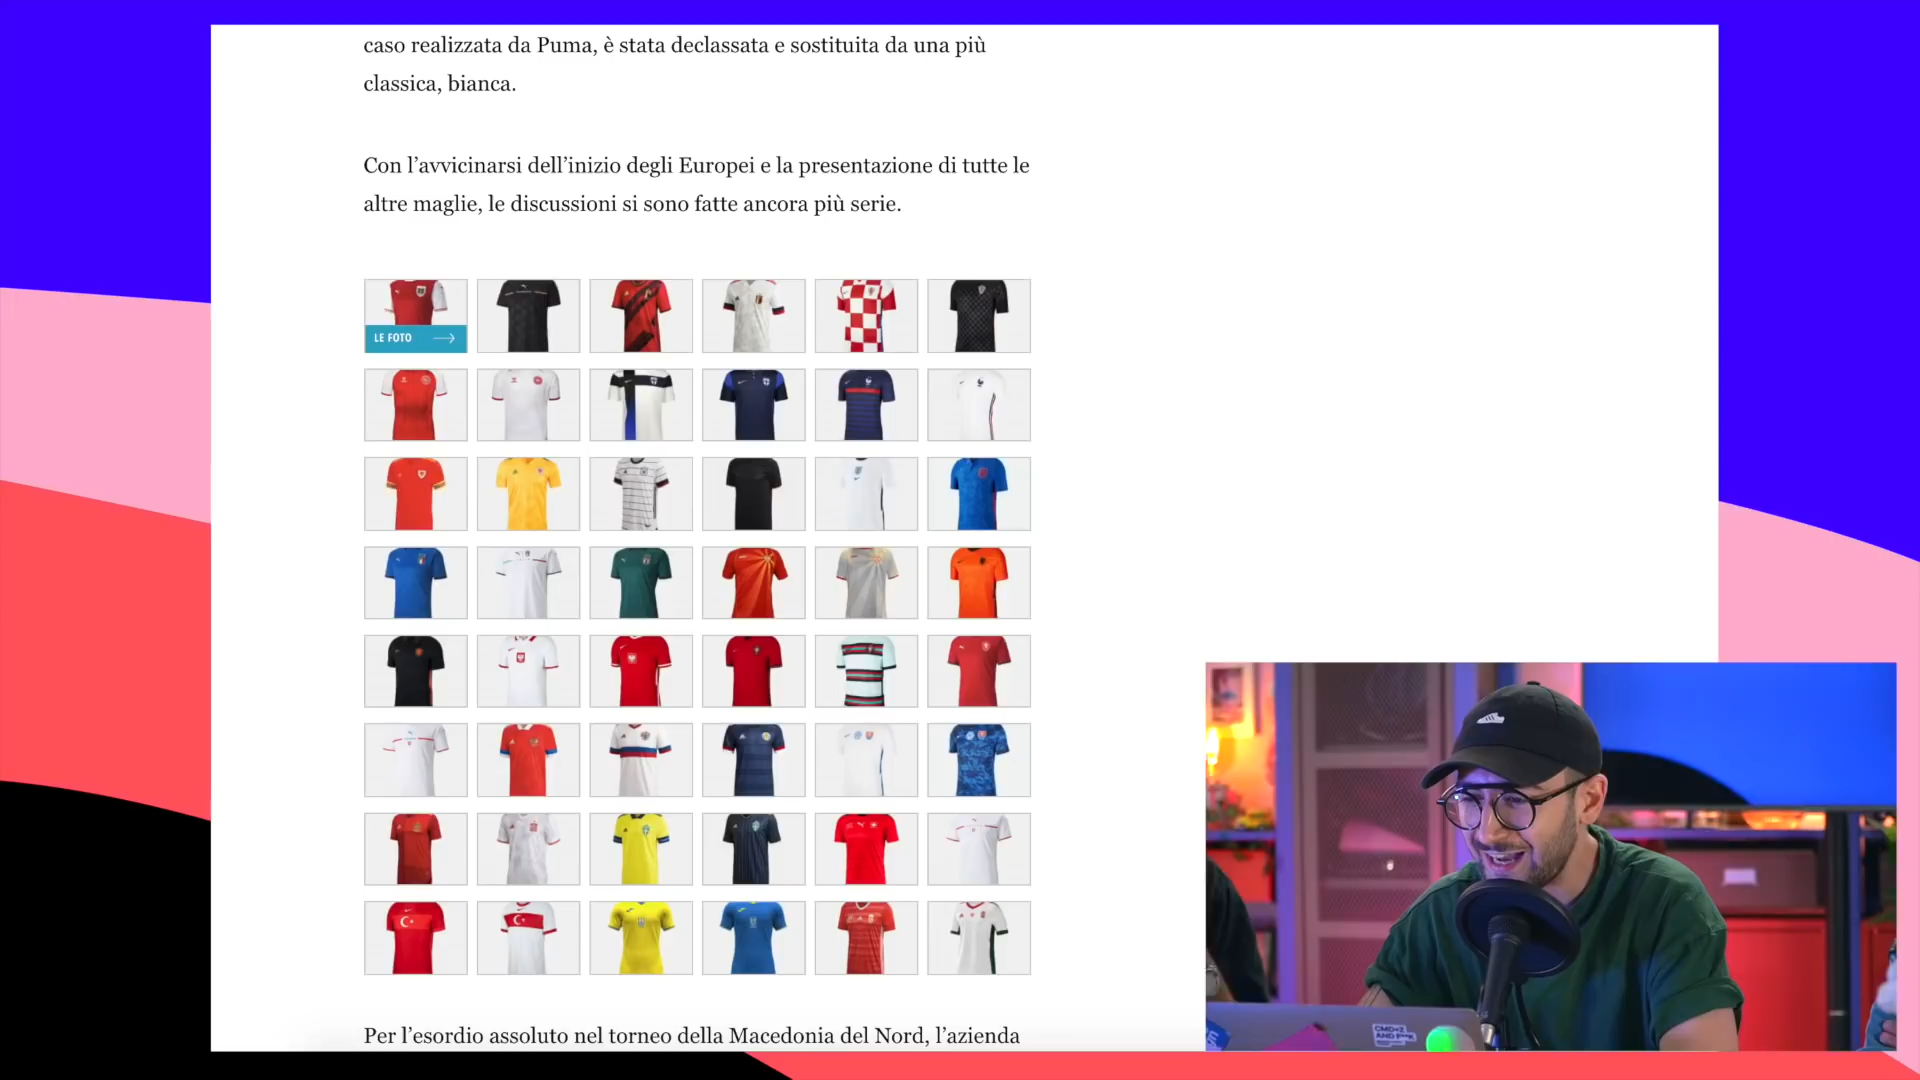 caso realizzata da Puma, è stata declassata e sostituita da una più
classica, bianca.
Con l’avvicinarsi dell’inizio degli Europei e la presentazione di tutte le
altre maglie, le discussioni si sono fatte ancora più serie.
LE FOTO
Per l’esordio assoluto nel torneo della Macedonia del Nord, l’azienda
CMD+Z